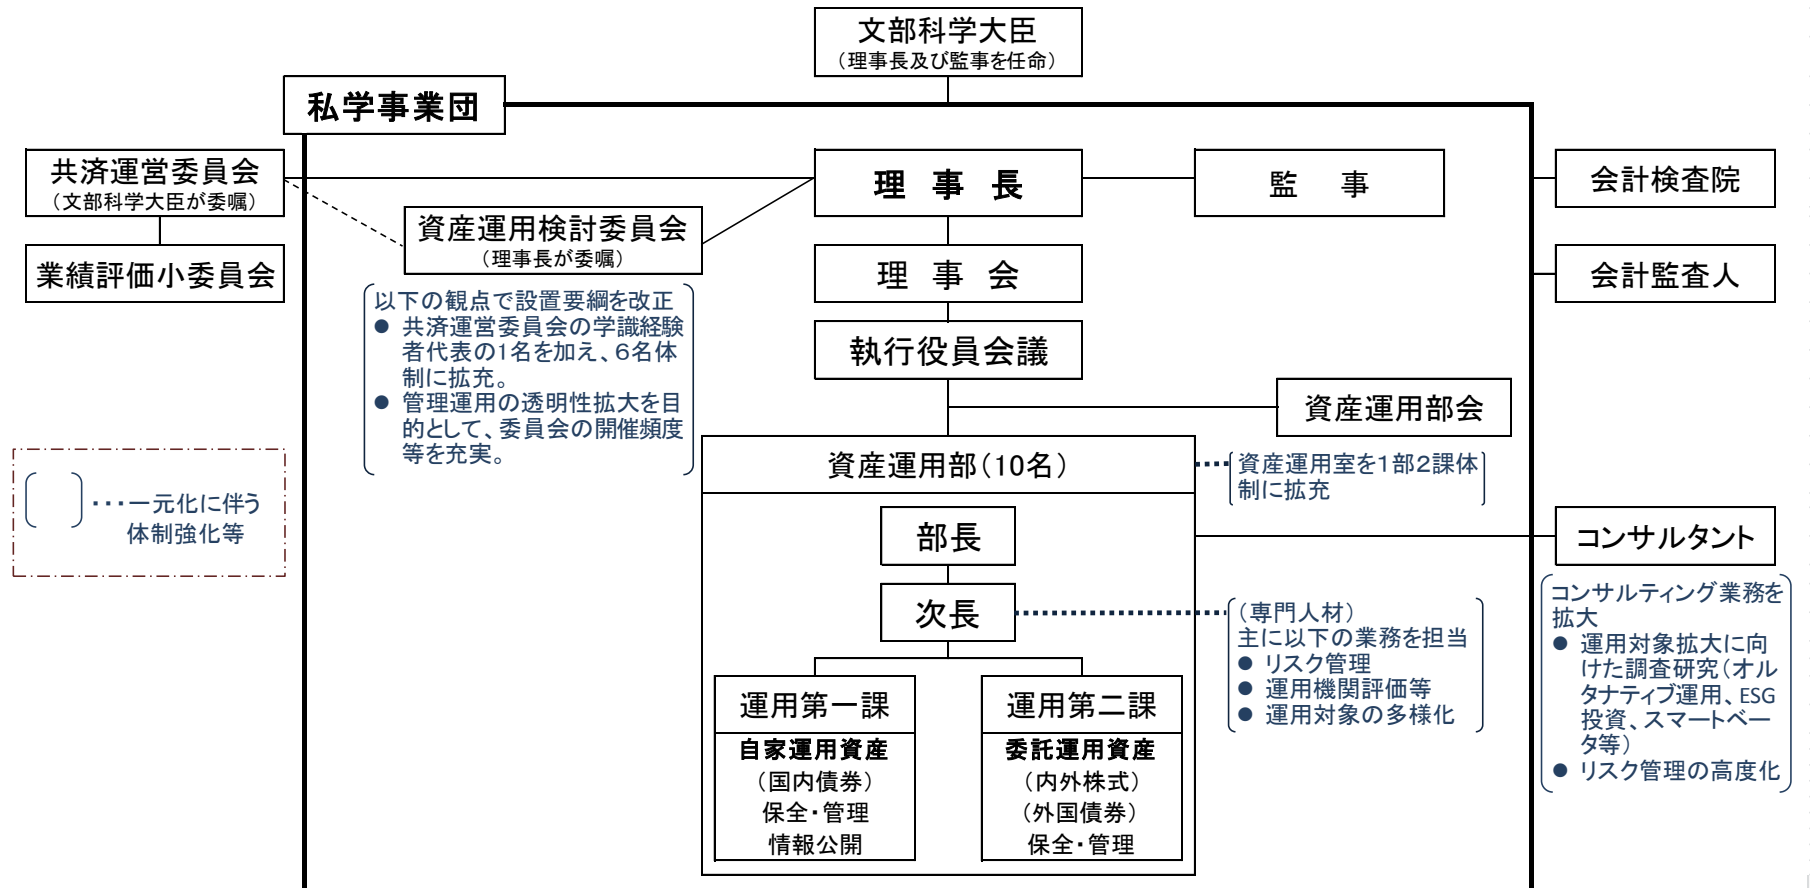 文部科学大臣
（理事長及び監事を任命）
私学事業団
共済運営委員会
（文部科学大臣が委嘱）
業績評価小委員会
資産運用検討委員会
（理事長が委嘱）
以下の観点で設置要綱を改正
● 共済運営委員会の学識経験
者代表の1名を加え、６名体
制に拡充。
● 管理運用の透明性拡大を目
的として、委員会の開催頻度
等を充実。
理 事 長
監 事
理 事 会
執行役員会議
資産運用部会
会計検査院
会計監査人
･･･一元化に伴う
体制強化等
資産運用部（10名）
資産運用室を１部２課体
制に拡充
部長
次長
（専門人材）
主に以下の業務を担当
● リスク管理
● 運用機関評価等
● 運用対象の多様化
運用第一課
自家運用資産
（国内債券）
保全・管理
情報公開
運用第二課
委託運用資産
（内外株式）
（外国債券）
保全・管理
コンサルタント
コンサルティング業務を
拡大
● 運用対象拡大に向
けた調査研究（オル
タナティブ運用、ESG
投資、スマートベー
タ等）
● リスク管理の高度化